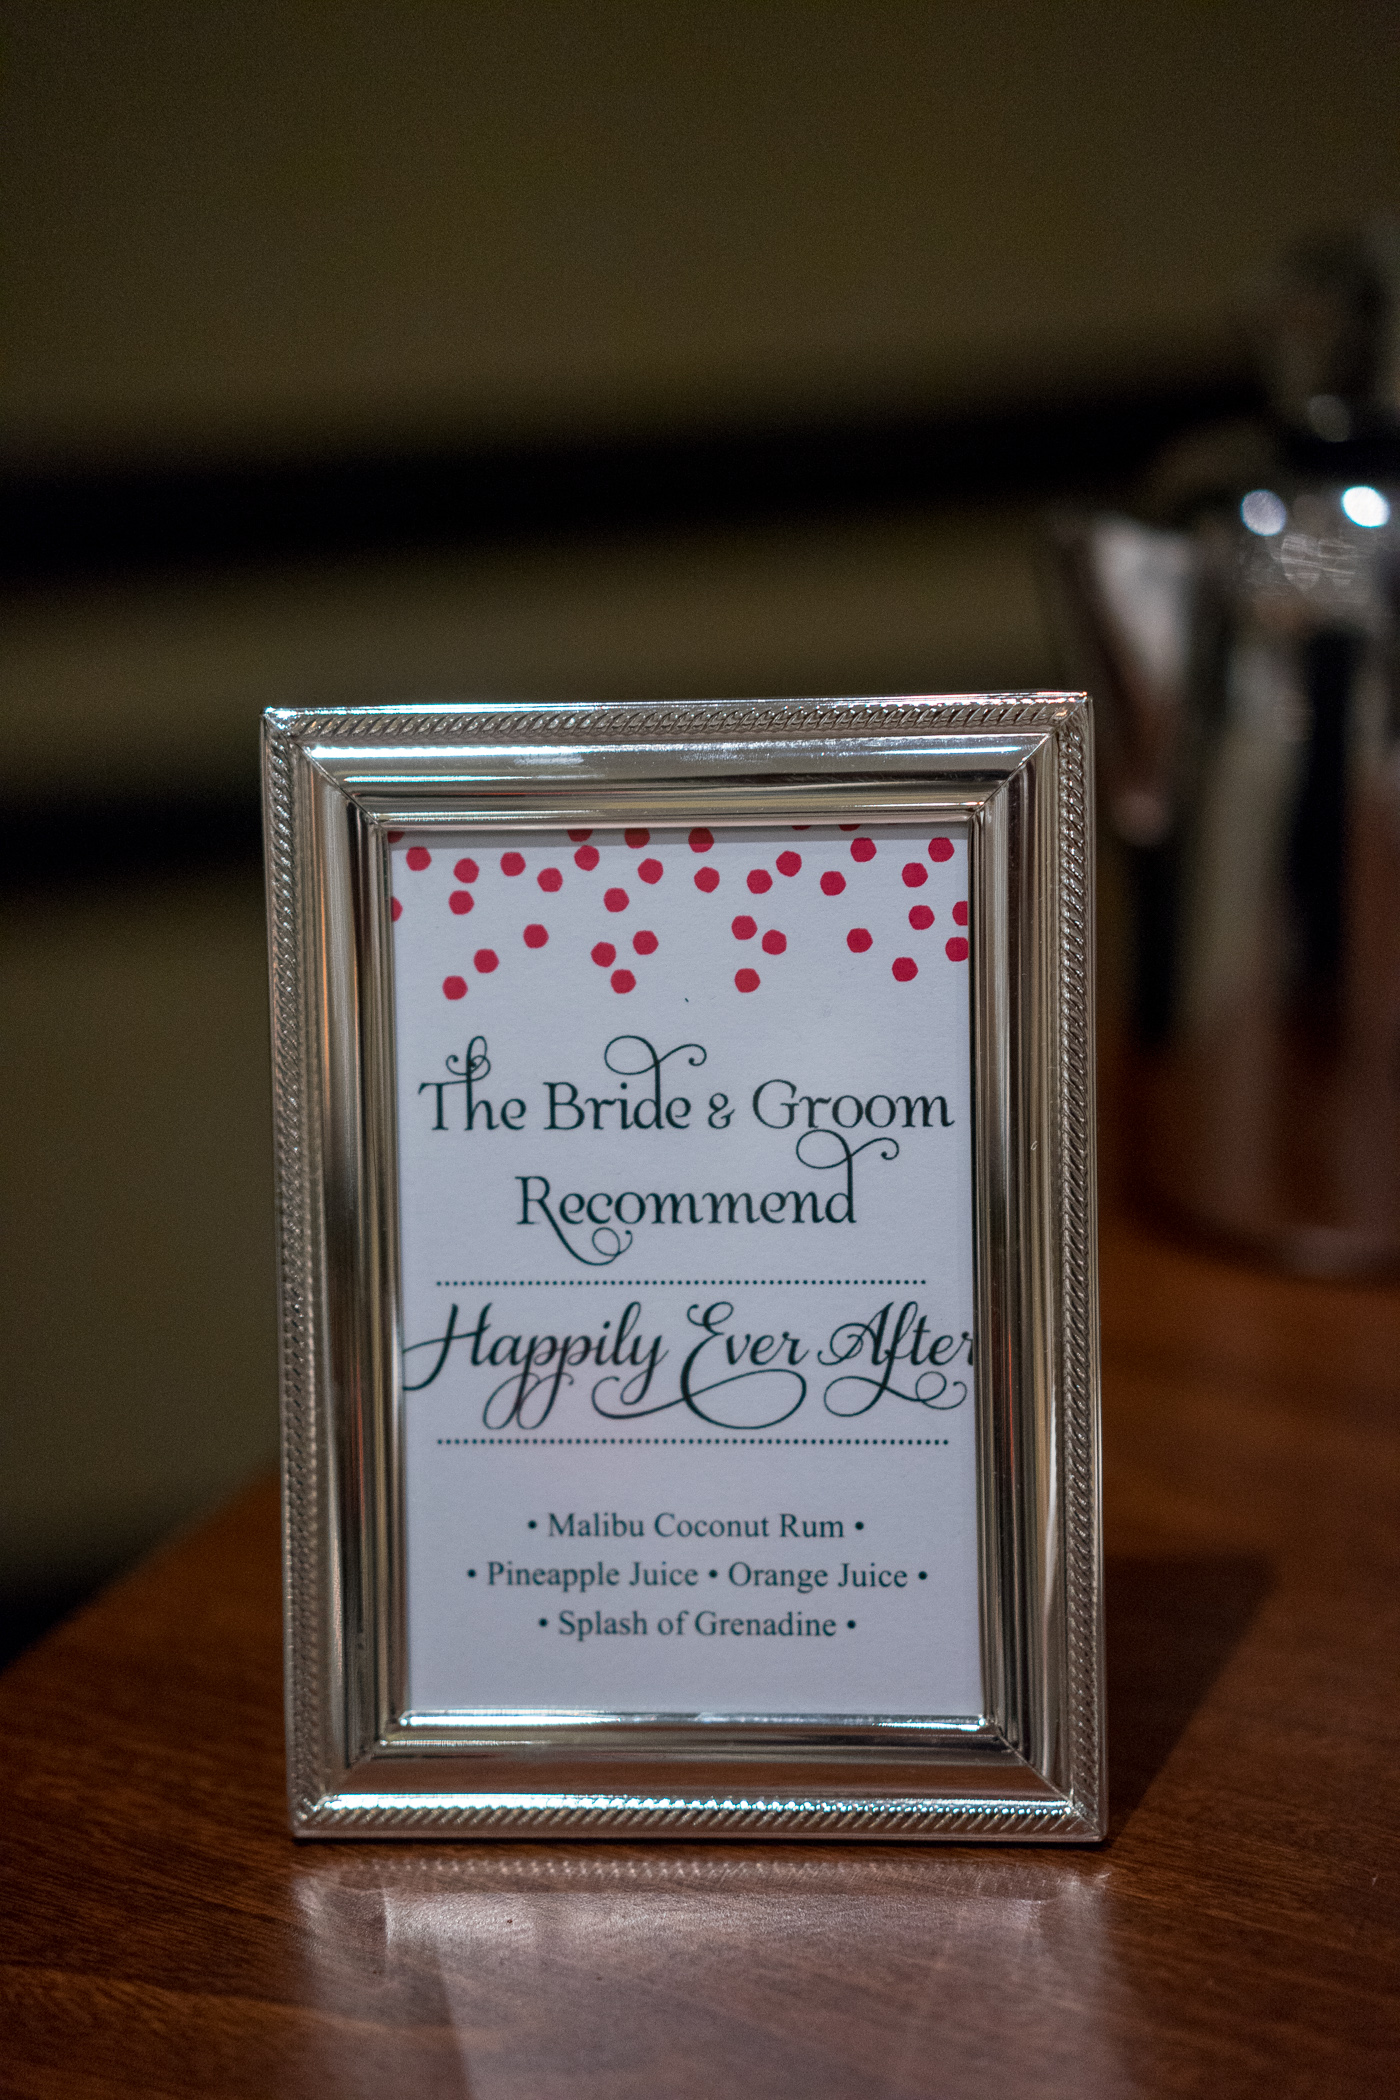 The Bride & Groom
Recommend
Happily Ever After
• Malibu Coconut Rum •
• Pineapple Juice • Orange Juice •
• Splash of Grenadine •